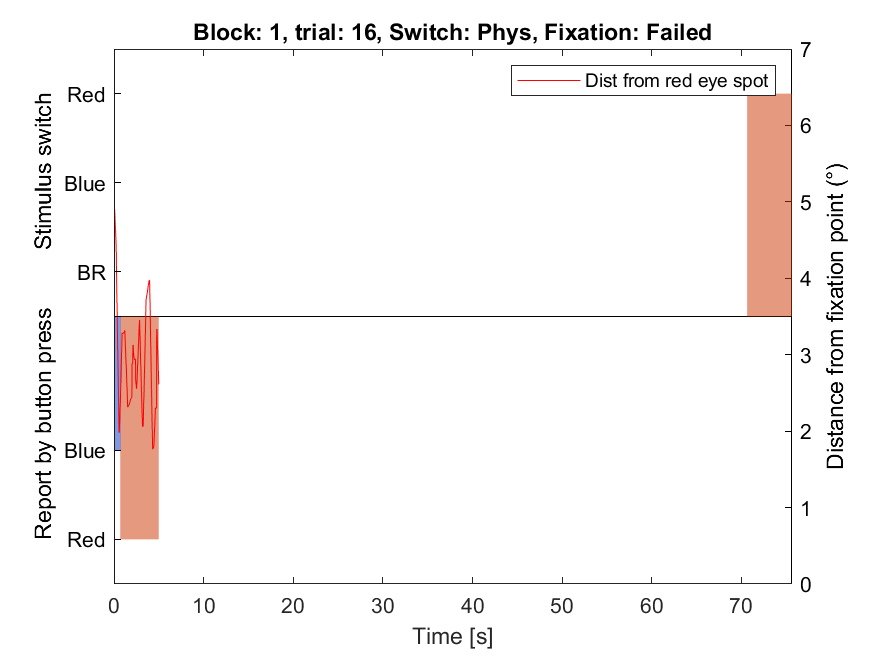 Block: 1, trial: 16, Switch: Phys, Fixation: Failed
Dist from red eye spot
Stimulus switch
Red
Blue
BR
Report by button press
Blue
Red
7
6
5
4
3
2
1
0
Distance from fixation point (°)
0 10 20 30 40 50 60 70
Time [s]